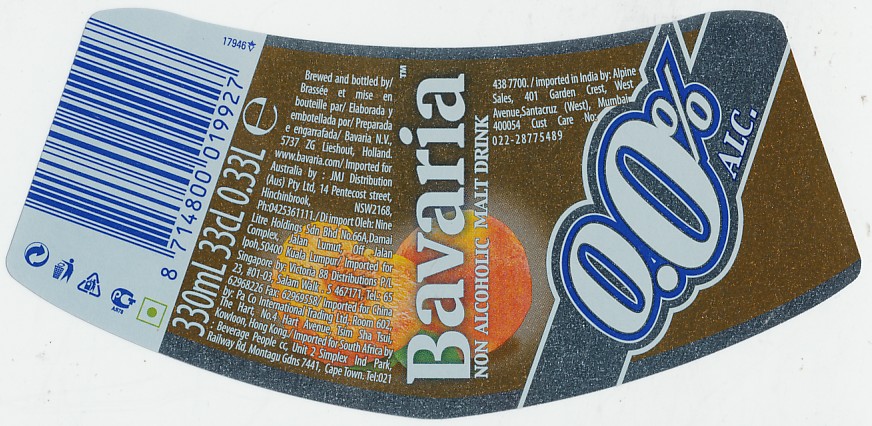 17946
8 714800 019927
AR78
330mL 33cL 0.33L e
Brewed and bottled by/
Brassée et mise en
bouteille par/ Elaborada y
embotellada por/ Preparada
e engarrafada/ Bavaria N.V.,
5737 ZG Lieshout, Holland.
www.bavaria.com/ Imported for
Australia by : JMJ Distribution
(Aus) Pty Ltd, 14 Pentecost street,
Hinchinbrook, NSW2168,
Ph:0425361111./ DI import Oleh: Nine
Litre Holdings Sdn Bhd No.66A,Damai
Complex, Jalan Lumut, Off Jalan
Ipoh,50400 Kuala Lumpur/ Imported for
Singapore by: Victoria 88 Distributions P/L
23, #01-03 Salam Walk , S 467171, Tel.: 65
62968226 Fax: 62969558/ Imported for China
by: Pa Co International Trading Ltd., Room 602,
The Hart, No.4 Hart Avenue, Tsim Sha Tsui,
Kowloon, Hong Kong./ Imported for South Africa by
: Beverage People cc, Unit 2 Simplex Ind Park,
Railway Rd, Montagu Gdns 7441, Cape Town. Tel:021
Bavaria™
NON ALCOHOLIC MALT DRINK
438 7700. / imported in India by: Alpine
Sales, 401 Garden Crest, West
Avenue,Santacruz (West), Mumbai
400054 Cust Care No:
022-28775489
0.0%
ALC.